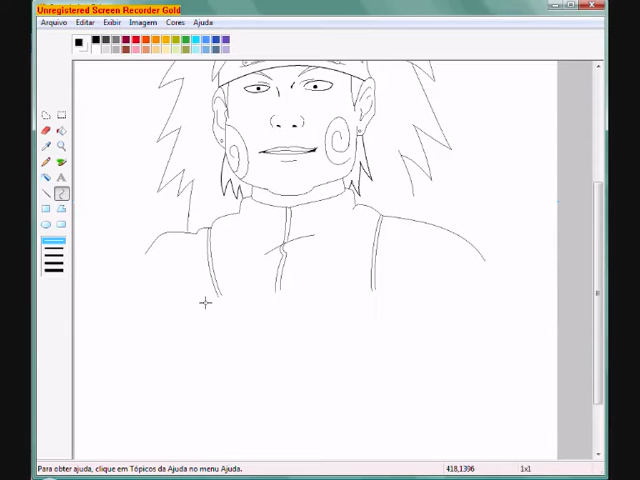 Unregistered Screen Recorder Gold
Arquivo Editar Exibir Imagem Cores Ajuda
A
Para obter ajuda, clique em Tópicos da Ajuda no menu Ajuda.
418,1396
1x1